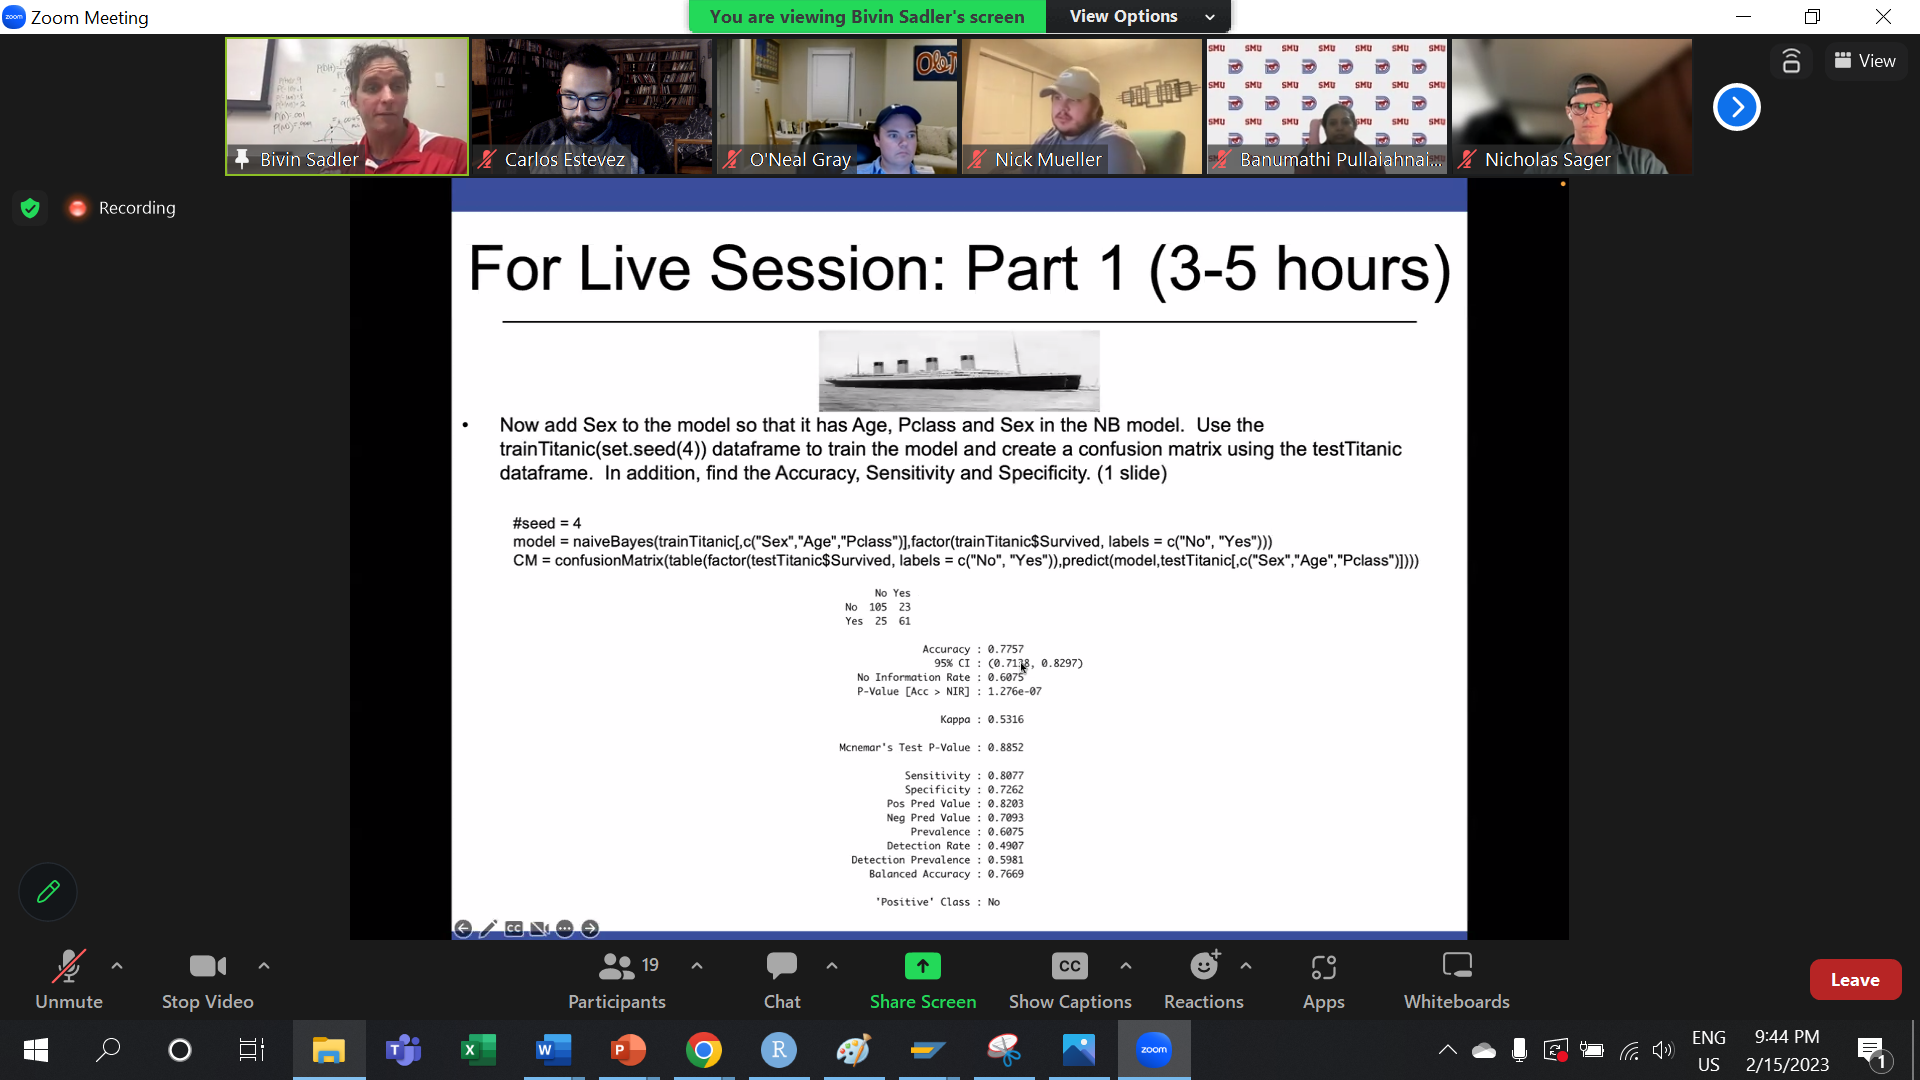 Zoom Meeting
You are viewing Bivin Sadler's screen
View Options
Bivin Sadler
Carlos Estevez
O'Neal Gray
Nick Mueller
Banumathi Pullaiahnai...
Nicholas Sager
View
Recording
For Live Session: Part 1 (3-5 hours)
• Now add Sex to the model so that it has Age, Pclass and Sex in the NB model. Use the
trainTitanic(set.seed(4)) dataframe to train the model and create a confusion matrix using the testTitanic
dataframe. In addition, find the Accuracy, Sensitivity and Specificity. (1 slide)
#seed = 4
model = naiveBayes(trainTitanic[,c("Sex","Age","Pclass")],factor(trainTitanic$Survived, labels = c("No", "Yes")))
CM = confusionMatrix(table(factor(testTitanic$Survived, labels = c("No", "Yes")),predict(model,testTitanic[,c("Sex","Age","Pclass")])))
No Yes
No 105 23
Yes 25 61
Accuracy : 0.7757
95% CI : (0.7138, 0.8297)
No Information Rate : 0.6075
P-Value [Acc > NIR] : 1.276e-07
Kappa : 0.5316
Mcnemar's Test P-Value : 0.8852
Sensitivity : 0.8077
Specificity : 0.7262
Pos Pred Value : 0.8203
Neg Pred Value : 0.7093
Prevalence : 0.6075
Detection Rate : 0.4907
Detection Prevalence : 0.5981
Balanced Accuracy : 0.7669
'Positive' Class : No
Unmute
Stop Video
Participants
19
Chat
Share Screen
Show Captions
Reactions
Apps
Whiteboards
Leave
ENG
US
9:44 PM
2/15/2023
1